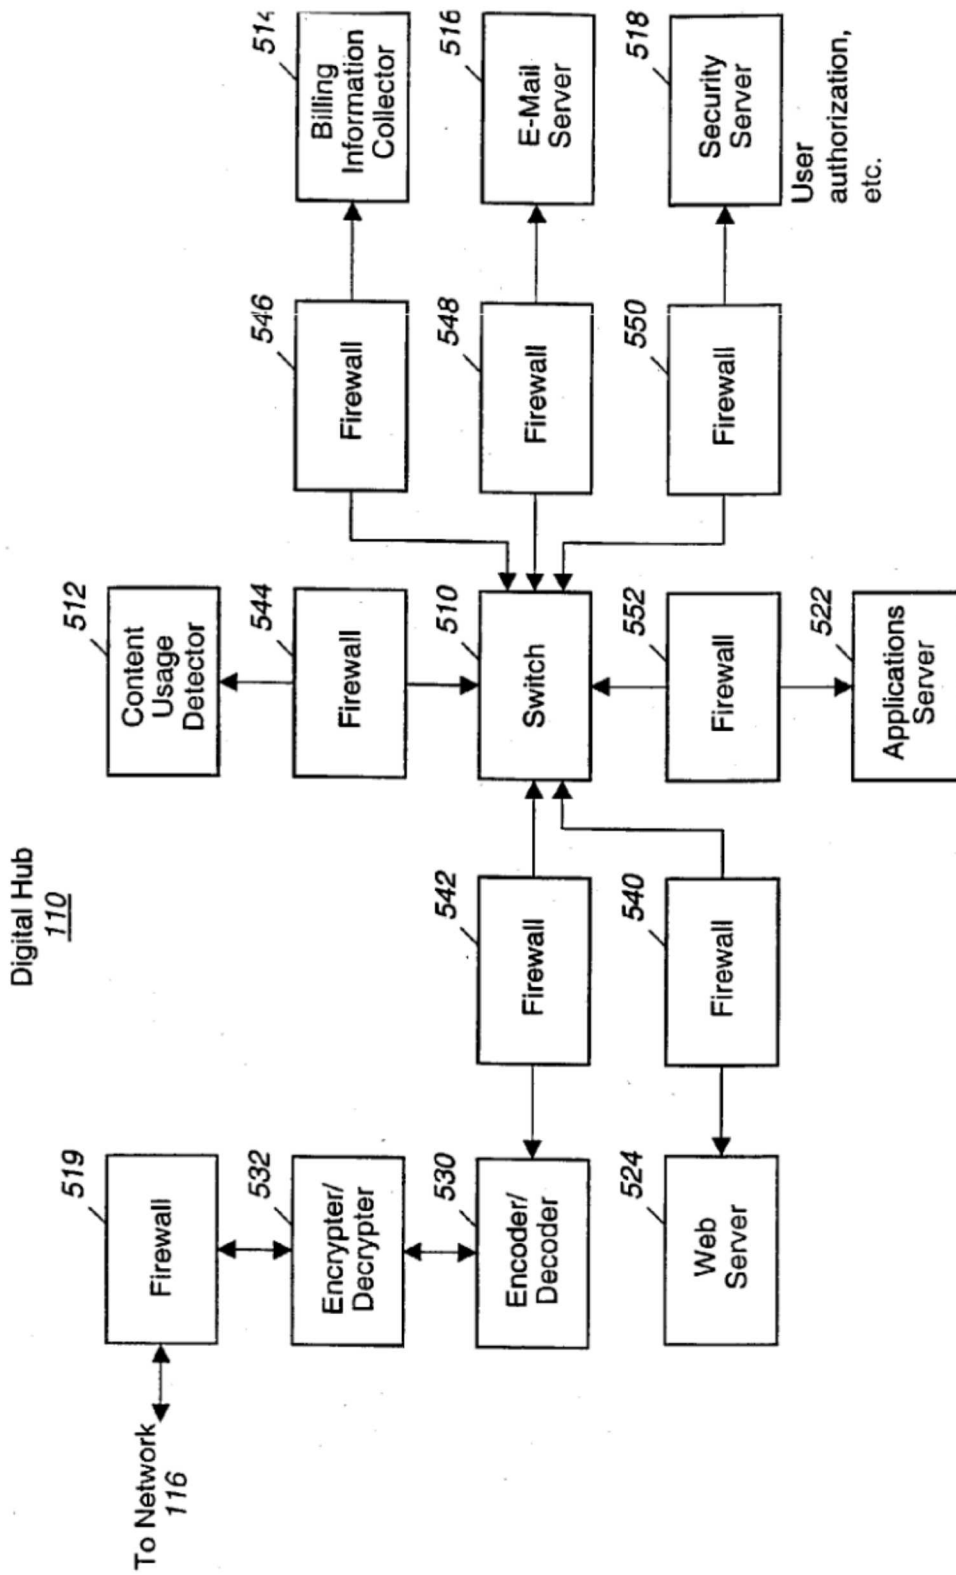 Digital Hub
110
To Network
116
519
Firewall
512
Content
Usage
Detector
532
Encrypter/
Decrypter
544
Firewall
546
Firewall
514
Billing
Information
Collector
530
Encoder/
Decoder
542
Firewall
510
Switch
548
Firewall
516
E-Mail
Server
524
Web
Server
540
Firewall
552
Firewall
550
Firewall
518
Security
Server
User
authorization,
etc.
522
Applications
Server